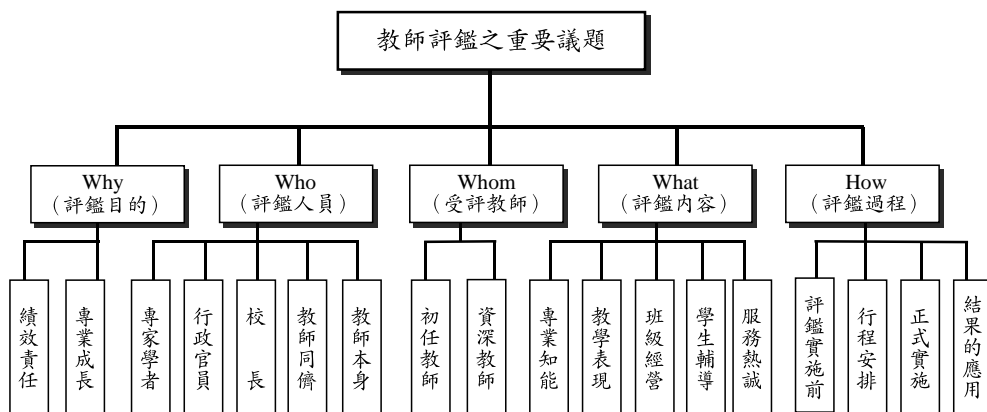 教師評鑑之重要議題
Why
（評鑑目的）
Who
（評鑑人員）
Whom
（受評教師）
What
（評鑑內容）
How
（評鑑過程）
績效責任
專業成長
專家學者
行政官員
校長
教師同儕
教師本身
初任教師
資深教師
專業知能
教學表現
班級經營
學生輔導
服務熱誠
評鑑實施前
行程安排
正式實施
結果的應用